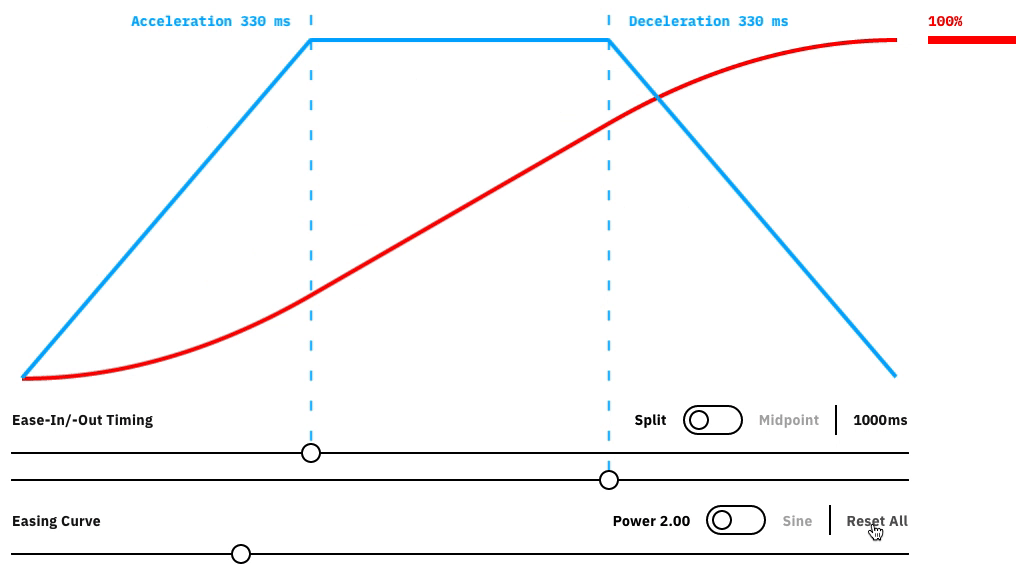 Acceleration 330 ms
Deceleration 330 ms
100%
Ease-In/-Out Timing
Split
Midpoint
1000ms
Easing Curve
Power 2.00
Sine
Reset All